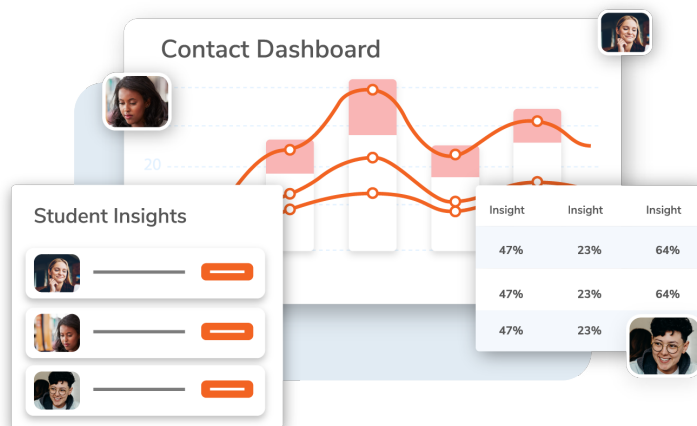 Contact Dashboard
20
Student Insights
Insight Insight Insight
47% 23% 64%
47% 23% 64%
47% 23%